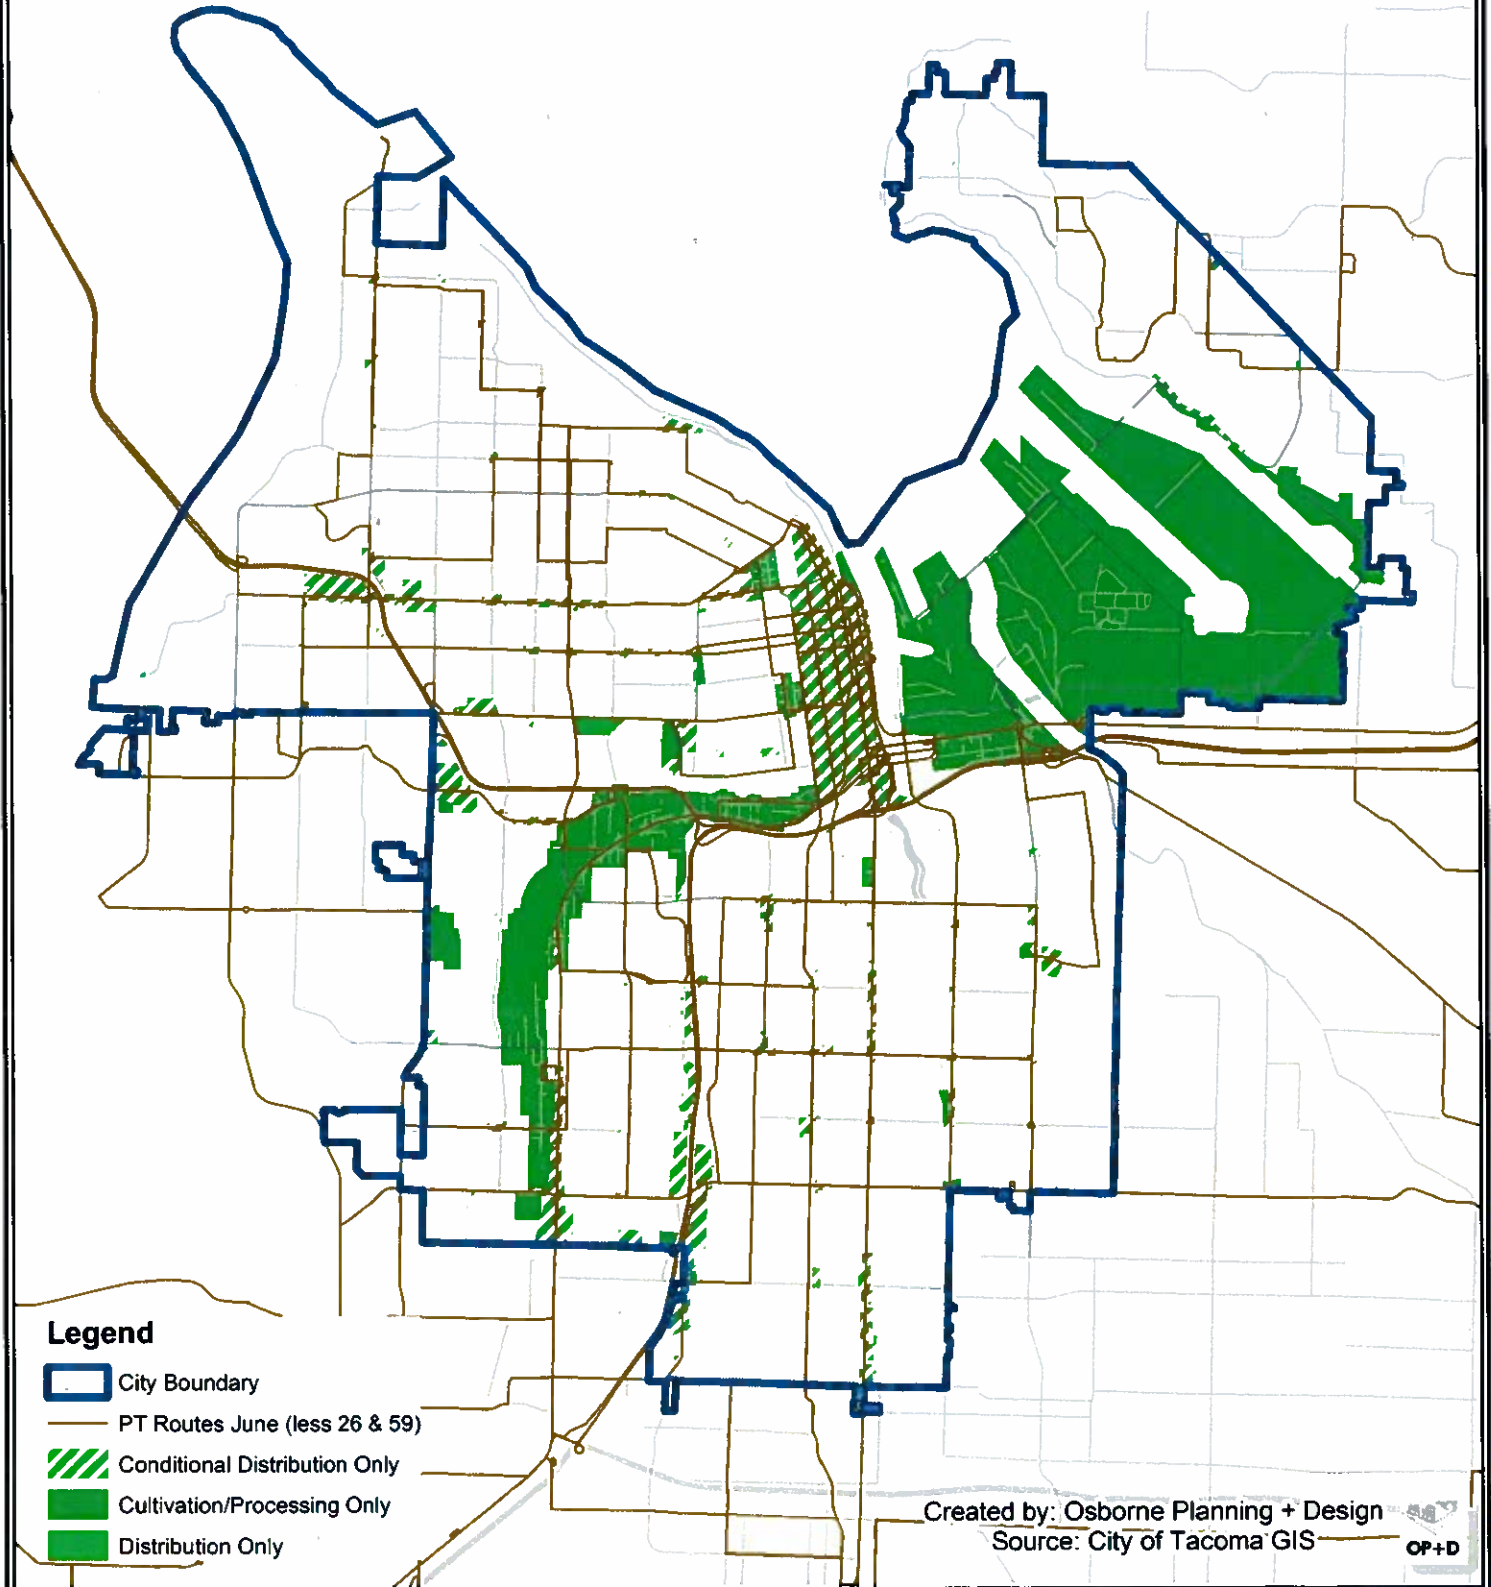 Legend
City Boundary
PT Routes June (less 26 & 59)
Conditional Distribution Only
Cultivation/Processing Only
Distribution Only
Created by: Osborne Planning + Design
Source: City of Tacoma GIS
OP+D